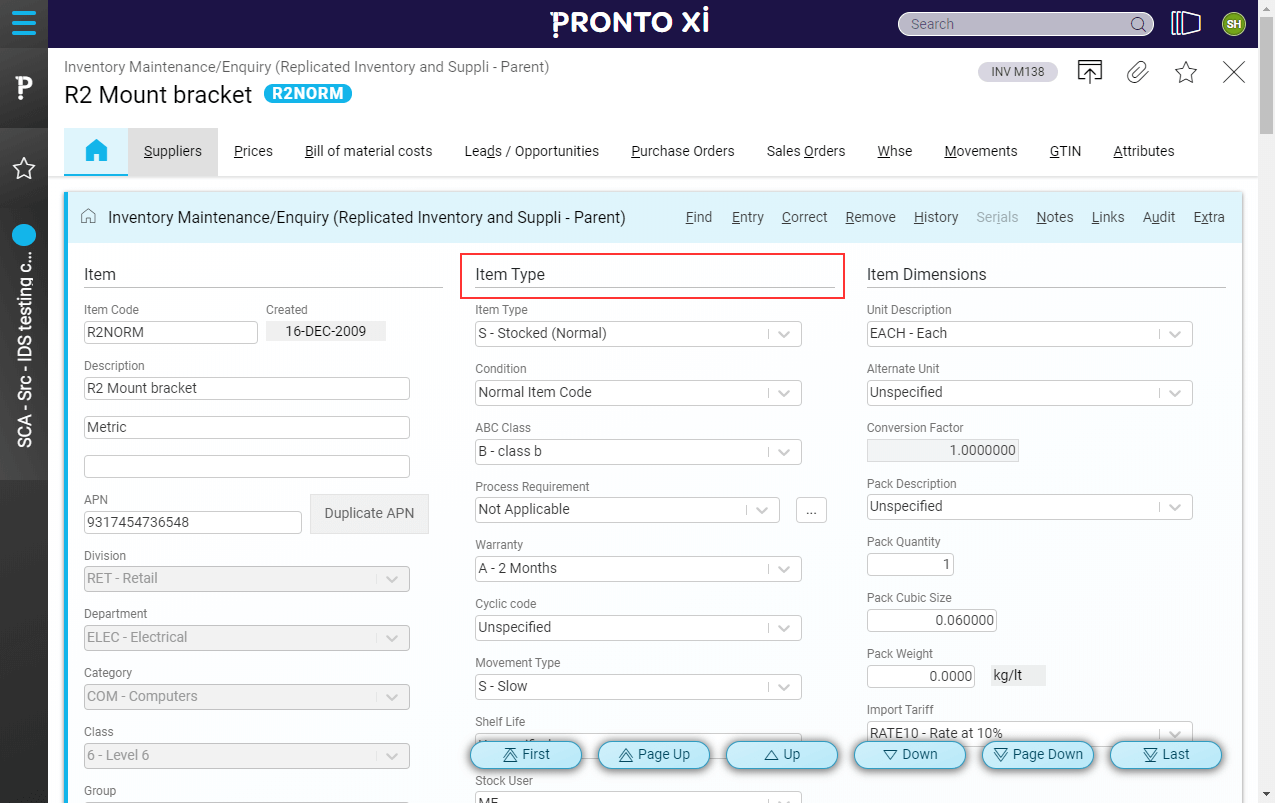 PRONTO XI
Search
SH
Inventory Maintenance/Enquiry (Replicated Inventory and Suppli - Parent)
INV M138
R2 Mount bracket R2NORM
Suppliers Prices Bill of material costs Leads / Opportunities Purchase Orders Sales Orders Whse Movements GTIN Attributes
SCA - Src - IDS testing c...
Inventory Maintenance/Enquiry (Replicated Inventory and Suppli - Parent) Find Entry Correct Remove History Serials Notes Links Audit Extra
Item
Item Code Created
R2NORM 16-DEC-2009
Description
R2 Mount bracket
Metric
APN
9317454736548 Duplicate APN
Division
RET - Retail
Department
ELEC - Electrical
Category
COM - Computers
Class
6 - Level 6
Group
Item Type
Item Type
S - Stocked (Normal)
Condition
Normal Item Code
ABC Class
B - class b
Process Requirement
Not Applicable ...
Warranty
A - 2 Months
Cyclic code
Unspecified
Movement Type
S - Slow
Shelf Life
Stock User
Item Dimensions
Unit Description
EACH - Each
Alternate Unit
Unspecified
Conversion Factor
1.0000000
Pack Description
Unspecified
Pack Quantity
1
Pack Cubic Size
0.060000
Pack Weight
0.0000 kg/lt
Import Tariff
RATE10 - Rate at 10%
First Page Up Up Down Page Down Last